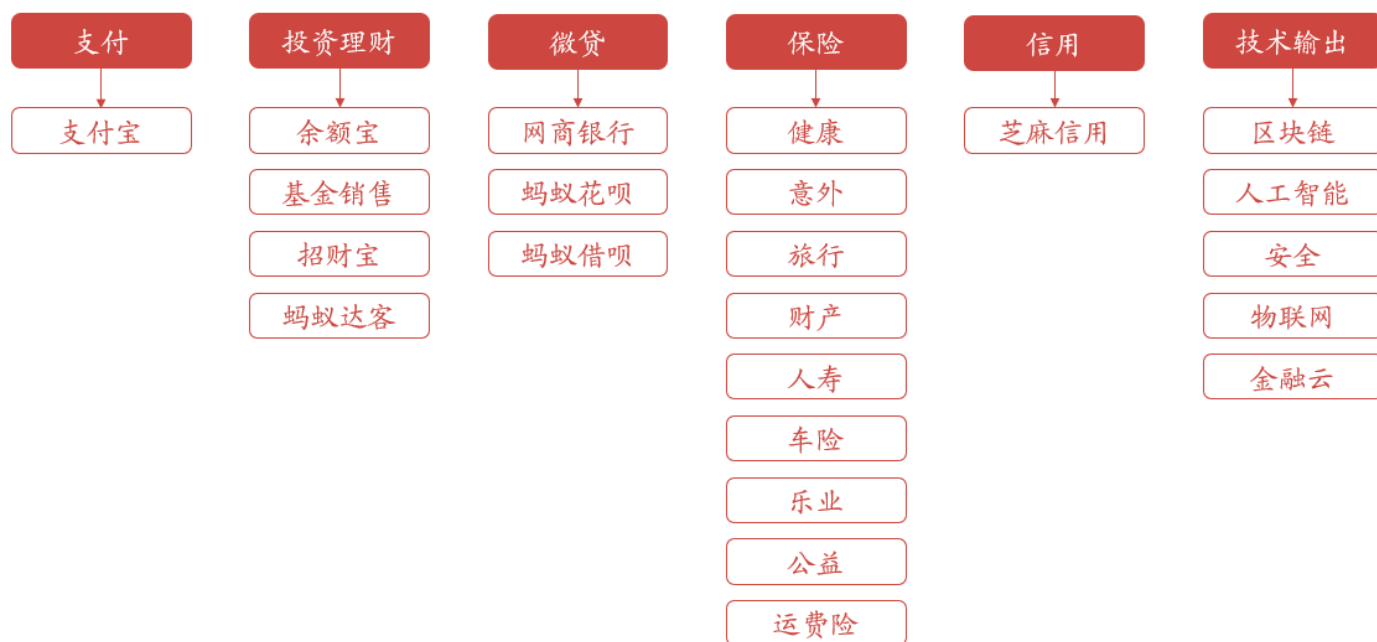 支付
支付宝
投资理财
余额宝
基金销售
招财宝
蚂蚁达客
微贷
网商银行
蚂蚁花呗
蚂蚁借呗
保险
健康
意外
旅行
财产
人寿
车险
乐业
公益
运费险
信用
芝麻信用
技术输出
区块链
人工智能
安全
物联网
金融云